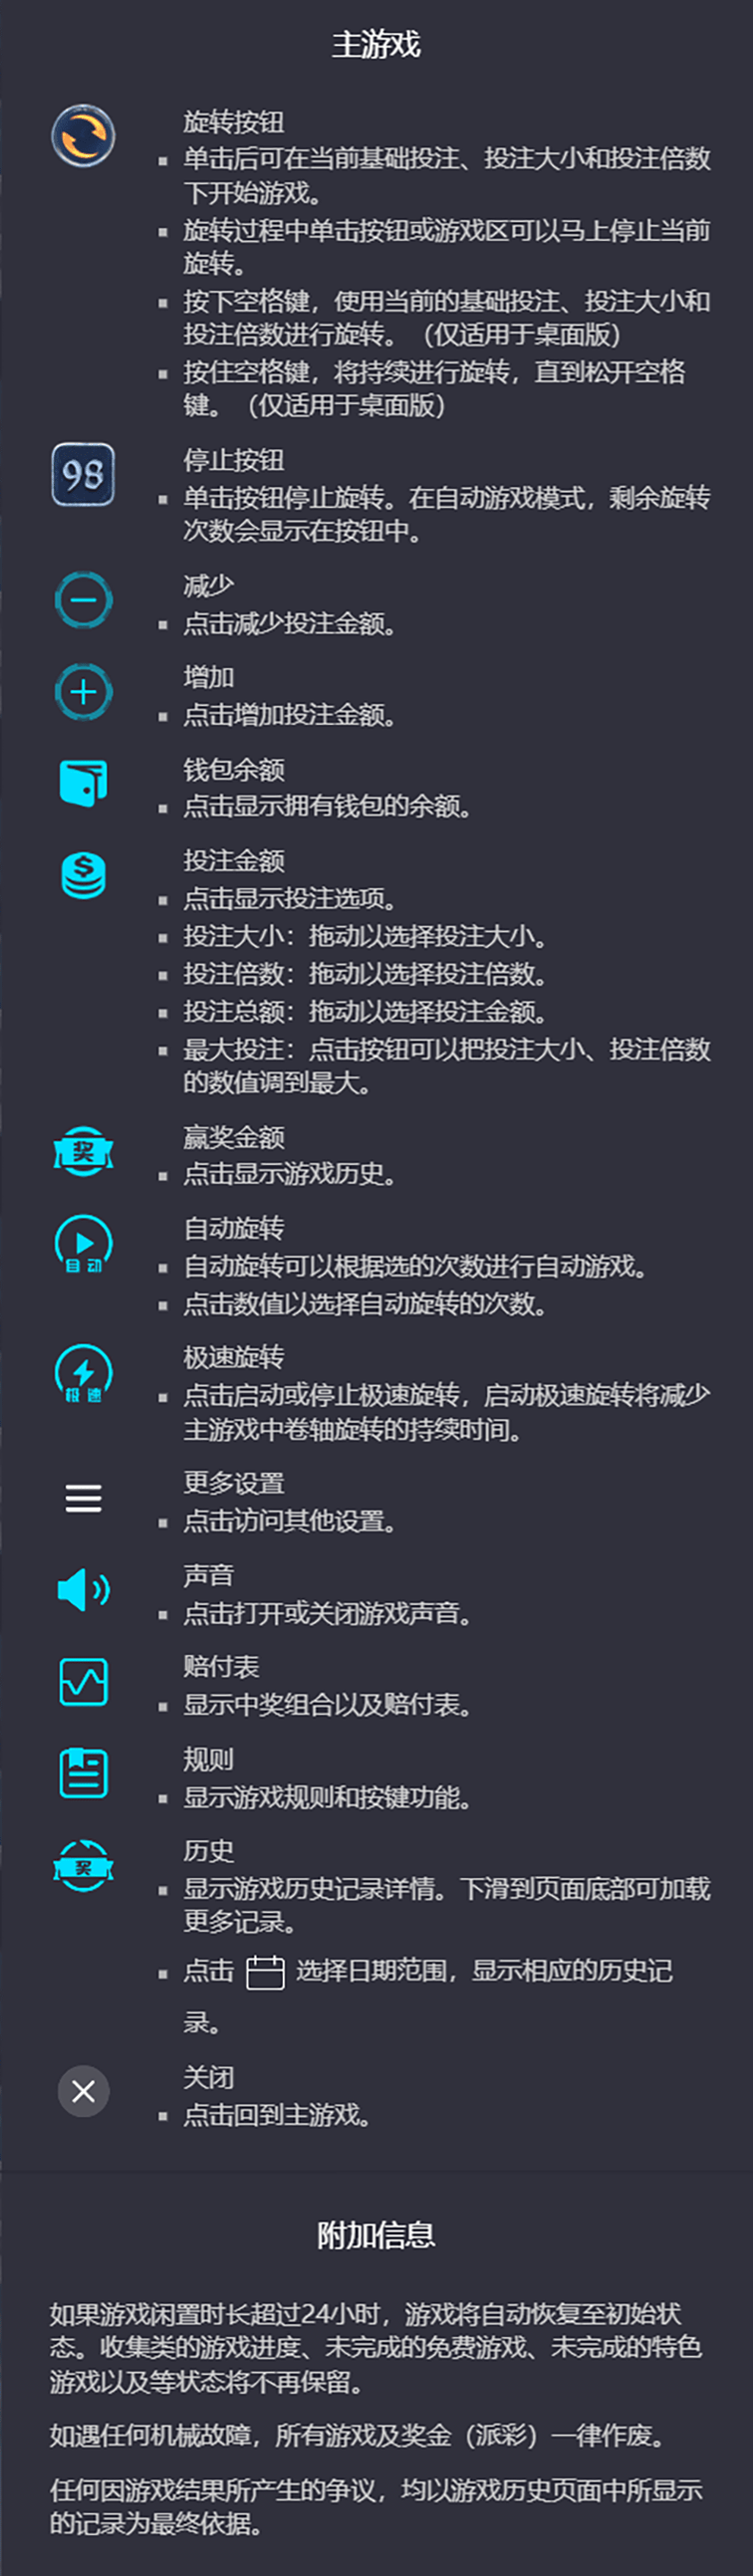 主游戏
旋转按钮
▪ 单击后可在当前基础投注、投注大小和投注倍数
下开始游戏。
▪ 旋转过程中单击按钮或游戏区可以马上停止当前
旋转。
▪ 按下空格键，使用当前的基础投注、投注大小和
投注倍数进行旋转。（仅适用于桌面版）
▪ 按住空格键，将持续进行旋转，直到松开空格
键。（仅适用于桌面版）
98
停止按钮
▪ 单击按钮停止旋转。在自动游戏模式，剩余旋转
次数会显示在按钮中。
减少
▪ 点击减少投注金额。
增加
▪ 点击增加投注金额。
钱包余额
▪ 点击显示拥有钱包的余额。
$
投注金额
▪ 点击显示投注选项。
▪ 投注大小：拖动以选择投注大小。
▪ 投注倍数：拖动以选择投注倍数。
▪ 投注总额：拖动以选择投注金额。
▪ 最大投注：点击按钮可以把投注大小、投注倍数
的数值调到最大。
奖
赢奖金额
▪ 点击显示游戏历史。
自动
自动旋转
▪ 自动旋转可以根据选的次数进行自动游戏。
▪ 点击数值以选择自动旋转的次数。
极速
极速旋转
▪ 点击启动或停止极速旋转，启动极速旋转将减少
主游戏中卷轴旋转的持续时间。
更多设置
▪ 点击访问其他设置。
声音
▪ 点击打开或关闭游戏声音。
赔付表
▪ 显示中奖组合以及赔付表。
规则
▪ 显示游戏规则和按键功能。
奖
历史
▪ 显示游戏历史记录详情。下滑到页面底部可加载
更多记录。
▪ 点击 选择日期范围，显示相应的历史记
录。
关闭
▪ 点击回到主游戏。
附加信息
如果游戏闲置时长超过24小时，游戏将自动恢复至初始状
态。收集类的游戏进度、未完成的免费游戏、未完成的特色
游戏以及等状态将不再保留。
如遇任何机械故障，所有游戏及奖金（派彩）一律作废。
任何因游戏结果所产生的争议，均以游戏历史页面中所显示
的记录为最终依据。